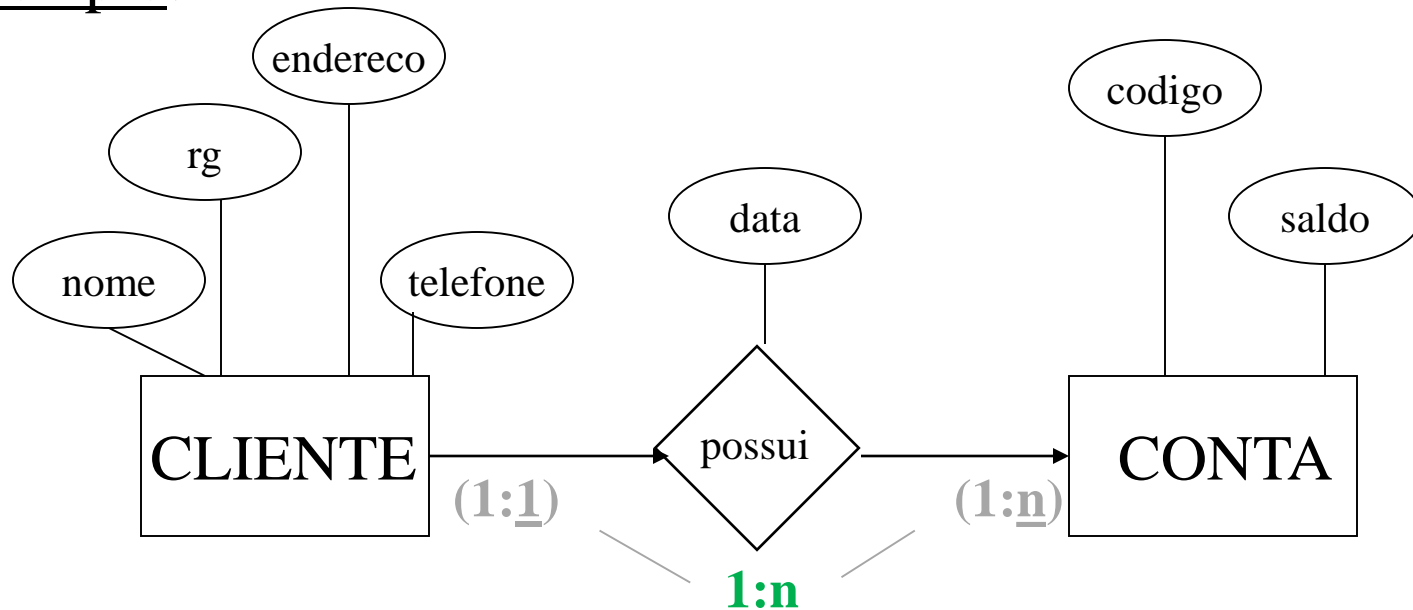 endereco
codigo
rg
data
saldo
nome
telefone
CLIENTE
possui
CONTA
(1:1)
(1:n)
1:n